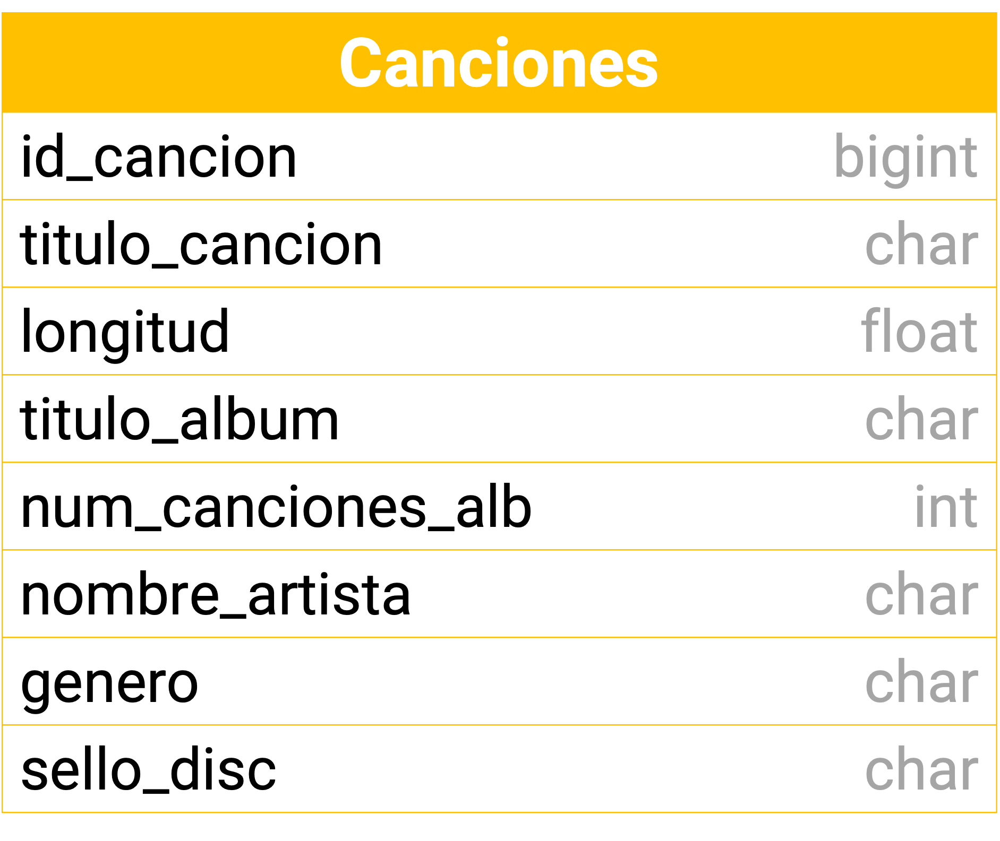 Canciones
id_cancion bigint
titulo_cancion char
longitud float
titulo_album char
num_canciones_alb int
nombre_artista char
genero char
sello_disc char